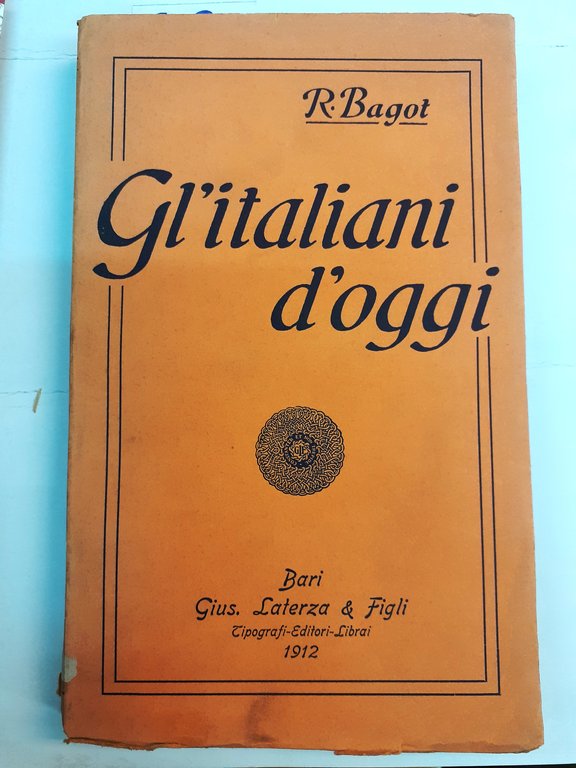 R. Bagot
Gl'italiani
d'oggi
Bari
Gius. Laterza & Figli
Tipografi-Editori-Librai
1912